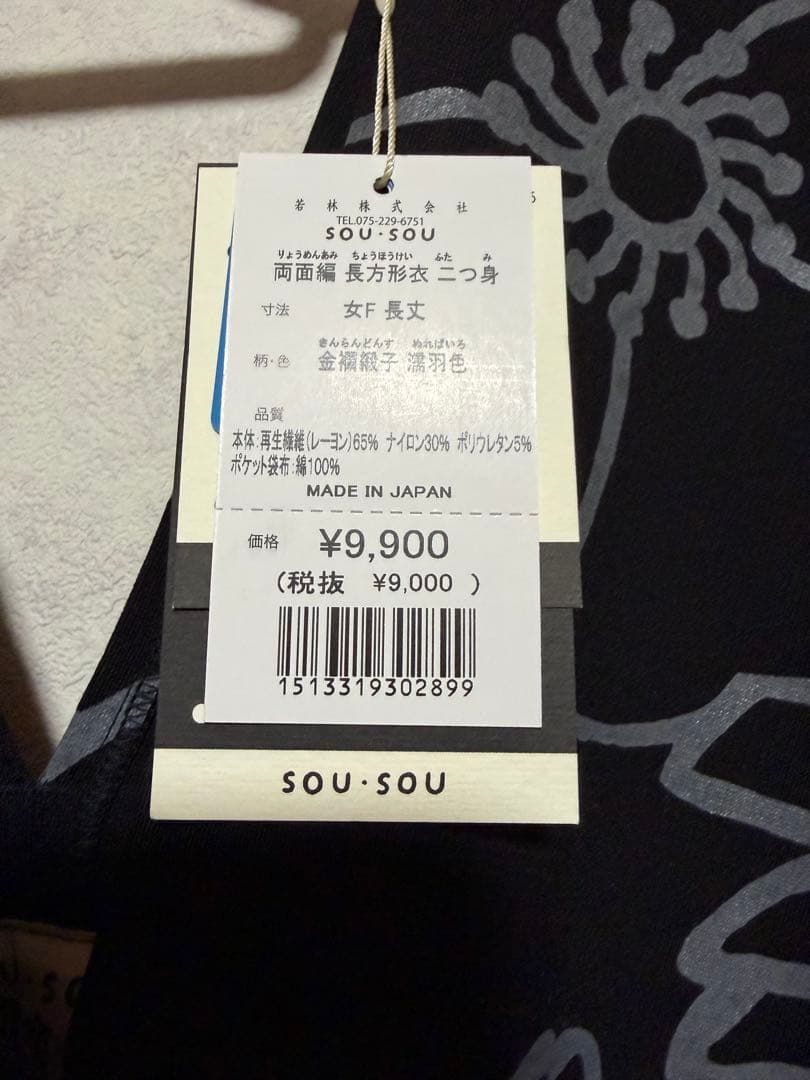 若林株式会社
TEL.075-229-6751
SOU・SOU
りょうめんあみ ちょうほうけい ふた み
両面編 長方形衣 二つ身
寸法 女F 長丈
きんらんどんす ぬればいろ
柄・色 金襴緞子 濡羽色
品質
本体:再生繊維(レーヨン)65% ナイロン30% ポリウレタン5%
ポケット袋布:綿100%
MADE IN JAPAN
価格 ¥9,900
(税抜 ¥9,000 )
1513319302899
SOU・SOU